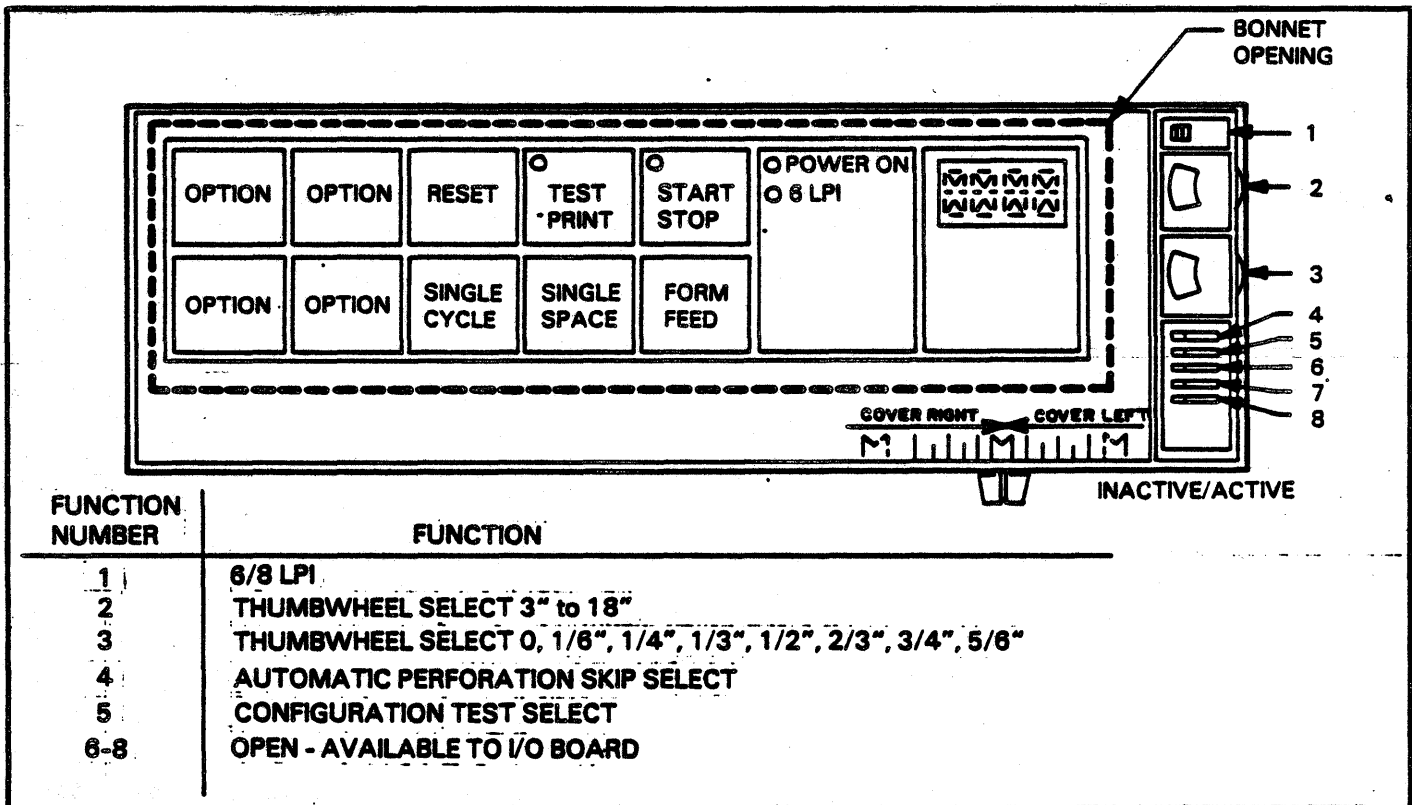 BONNET
OPENING
1
2
3
4
5
6
7
8
OPTION
OPTION
RESET
TEST
PRINT
START
STOP
POWER ON
6 LPI
OPTION
OPTION
SINGLE
CYCLE
SINGLE
SPACE
FORM
FEED
COVER RIGHT
COVER LEFT
INACTIVE/ACTIVE
FUNCTION
NUMBER
FUNCTION
1 6/8 LPI
2 THUMBWHEEL SELECT 3" to 18"
3 THUMBWHEEL SELECT 0, 1/6", 1/4", 1/3", 1/2", 2/3", 3/4", 5/6"
4 AUTOMATIC PERFORATION SKIP SELECT
5 CONFIGURATION TEST SELECT
6-8 OPEN - AVAILABLE TO I/O BOARD